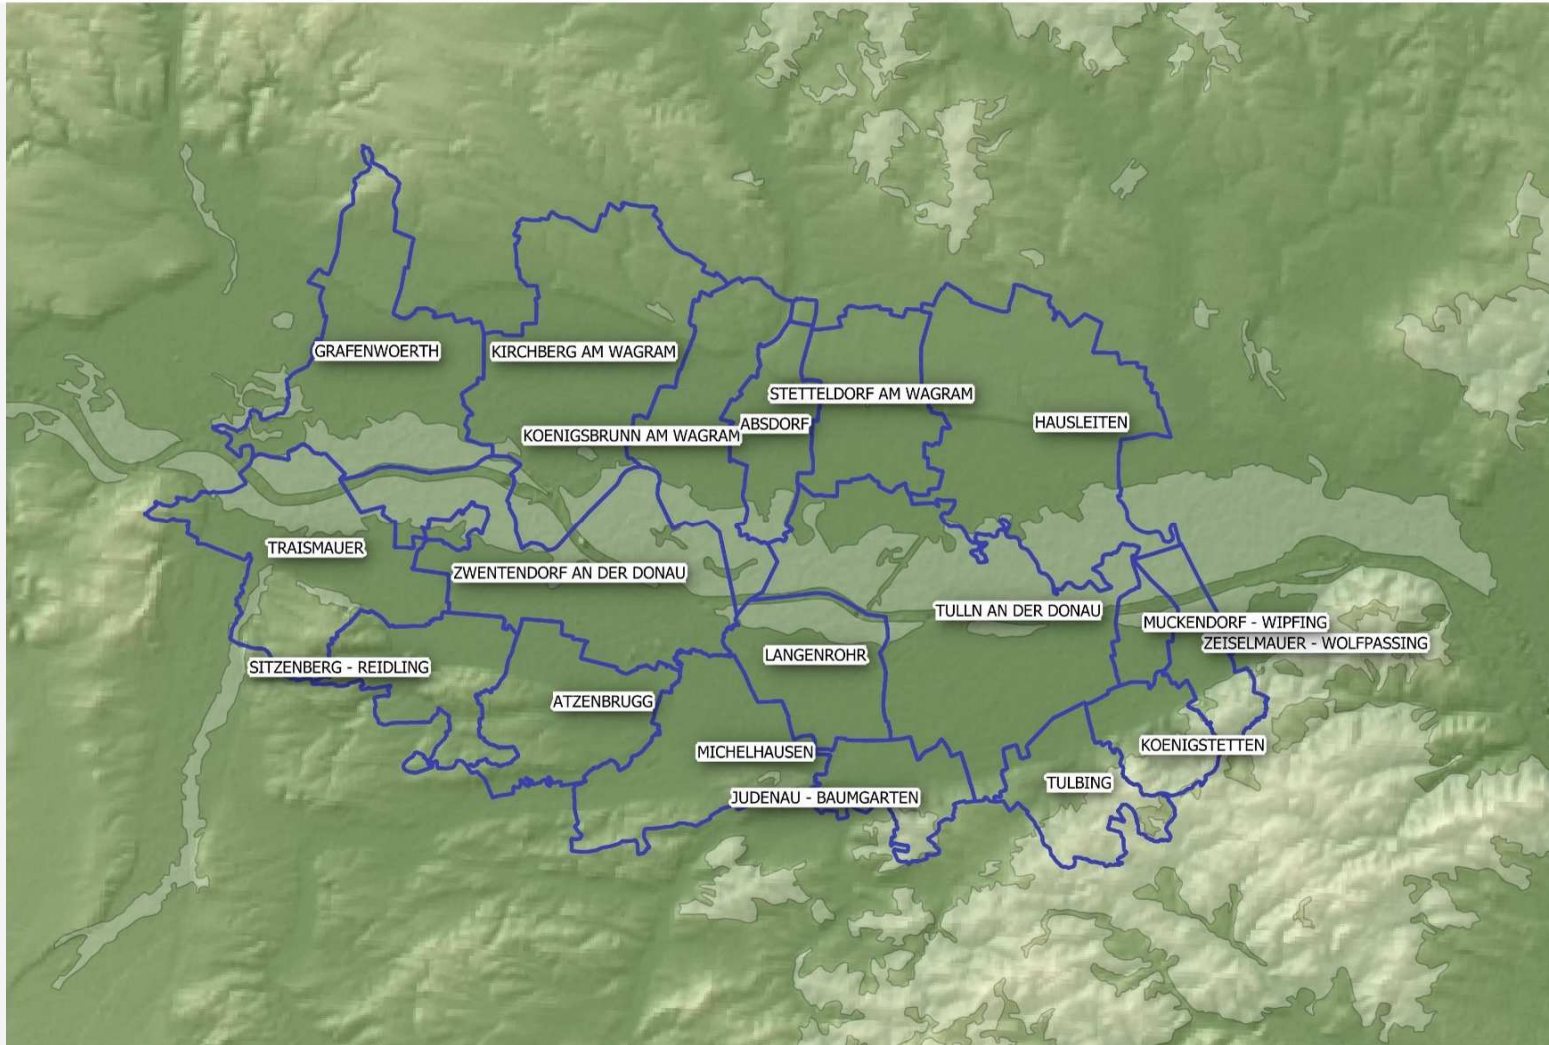 GRAFENWOERTH
KIRCHBERG AM WAGRAM
STETTELDORF AM WAGRAM
HAUSLEITEN
ABSDORF
KOENIGSBRUNN AM WAGRAM
TRAISMAUER
ZWENTENDORF AN DER DONAU
TULLN AN DER DONAU
MUCKENDORF - WIPFING
ZEISELMAUER - WOLFPASSING
LANGENROHR
SITZENBERG - REIDLING
ATZENBRUGG
KOENIGSTETTEN
MICHELHAUSEN
TULBING
JUDENAU - BAUMGARTEN